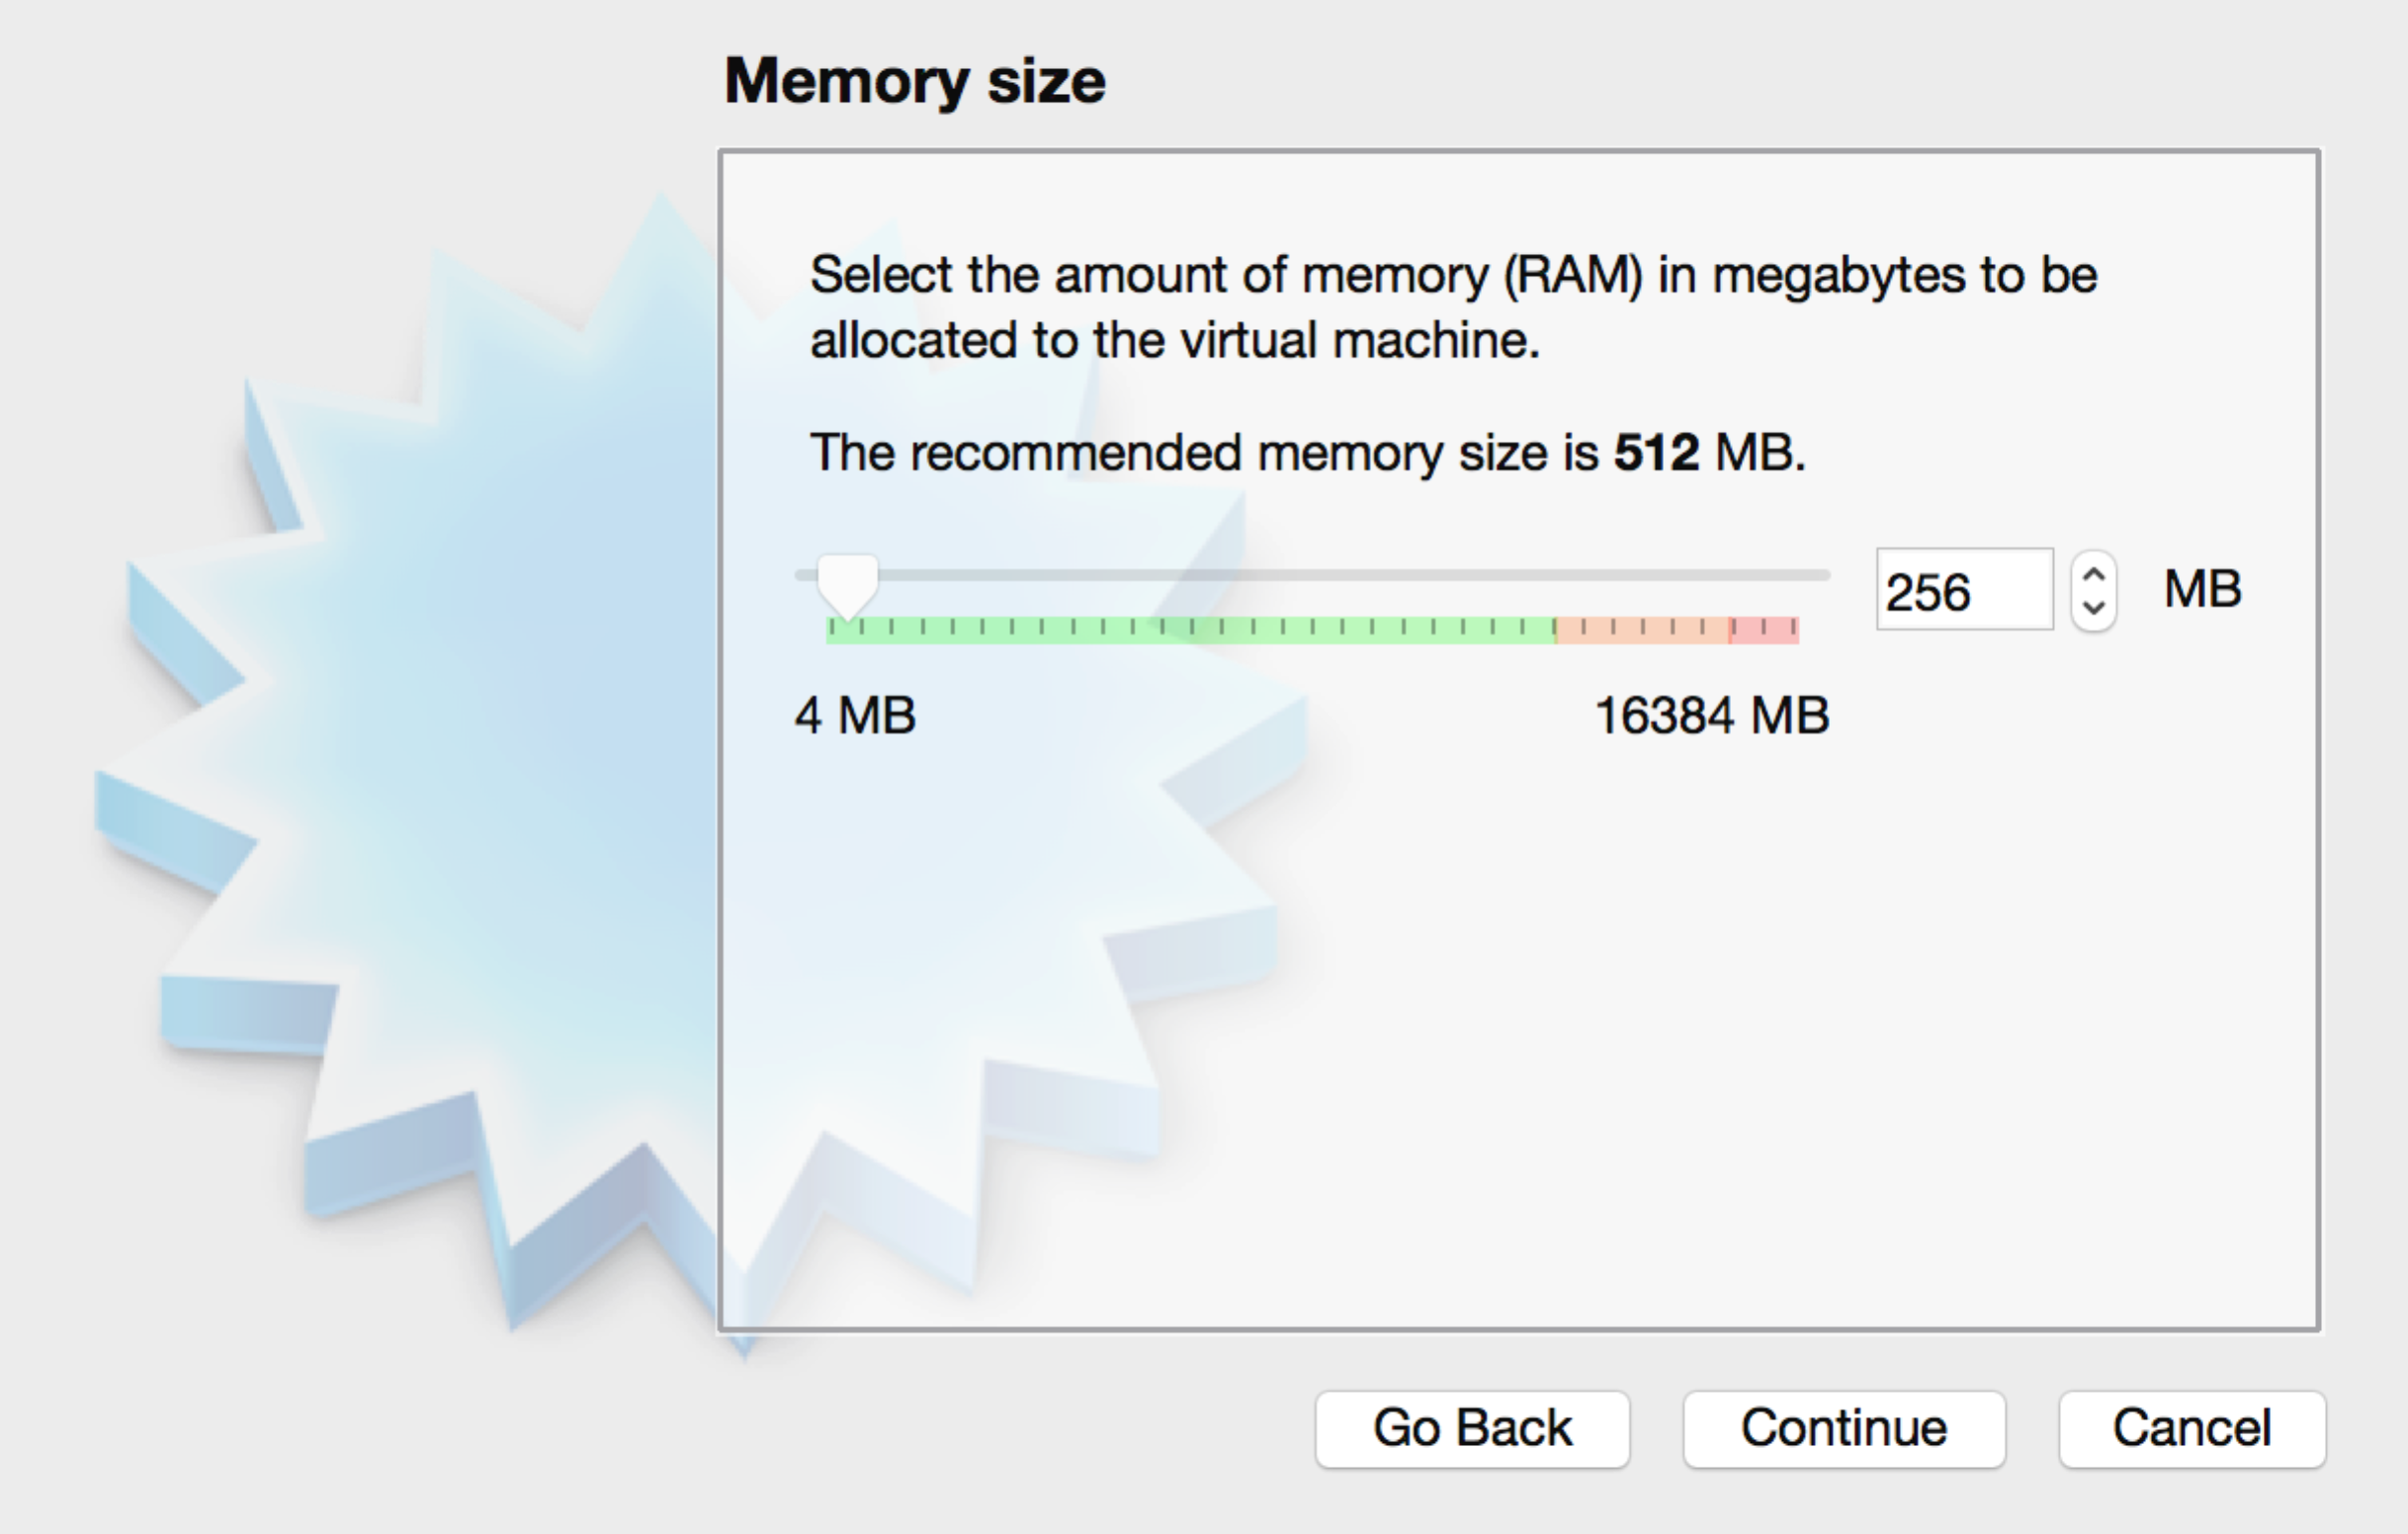 Memory size
Select the amount of memory (RAM) in megabytes to be
allocated to the virtual machine.
The recommended memory size is 512 MB.
256 MB
4 MB 16384 MB
Go Back Continue Cancel